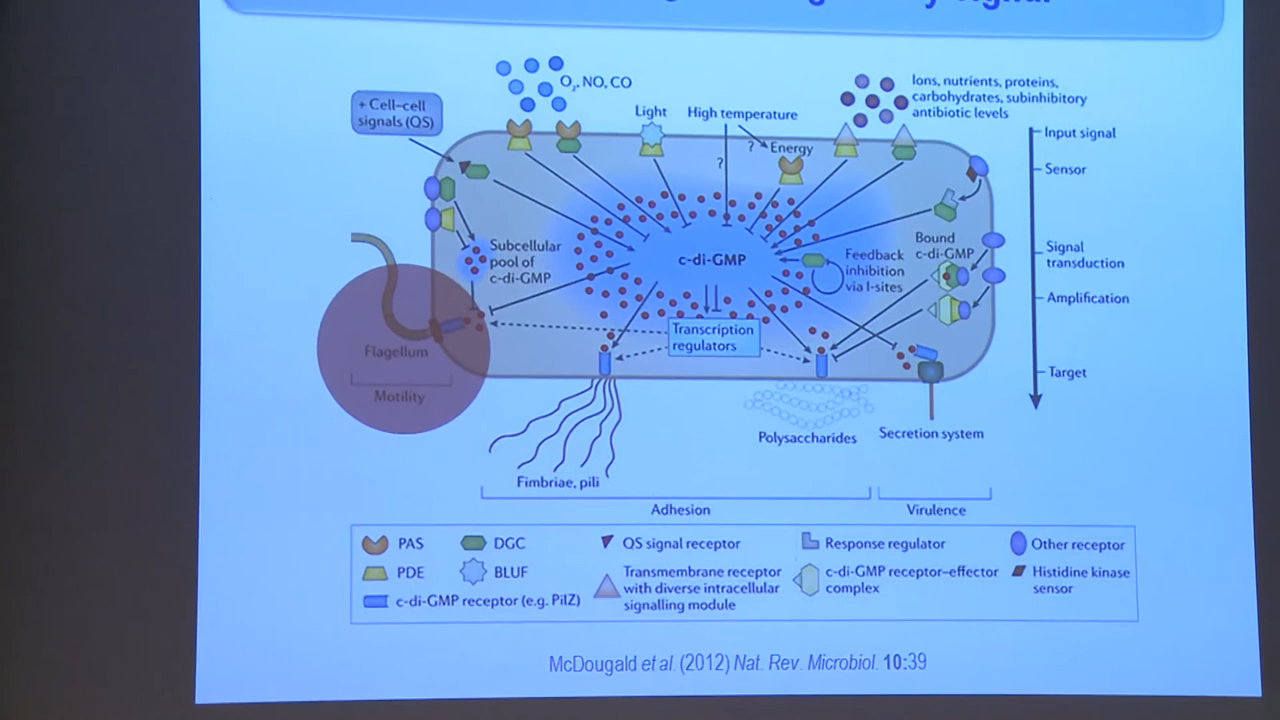 signal
O₂, NO, CO
Ions, nutrients, proteins,
carbohydrates, subinhibitory
antibiotic levels
+ Cell–cell
signals (QS)
Light
High temperature
?
Energy
?
Input signal
Sensor
Signal
transduction
Amplification
Target
Subcellular
pool of
c-di-GMP
c-di-GMP
Feedback
inhibition
via I-sites
Bound
c-di-GMP
Transcription
regulators
Flagellum
Motility
Polysaccharides
Secretion system
Fimbriae, pili
Adhesion
Virulence
PAS
DGC
QS signal receptor
Response regulator
Other receptor
PDE
BLUF
Transmembrane receptor
with diverse intracellular
signalling module
c-di-GMP receptor–effector
complex
Histidine kinase
sensor
c-di-GMP receptor (e.g. PilZ)
McDougald et al. (2012) Nat. Rev. Microbiol. 10:39